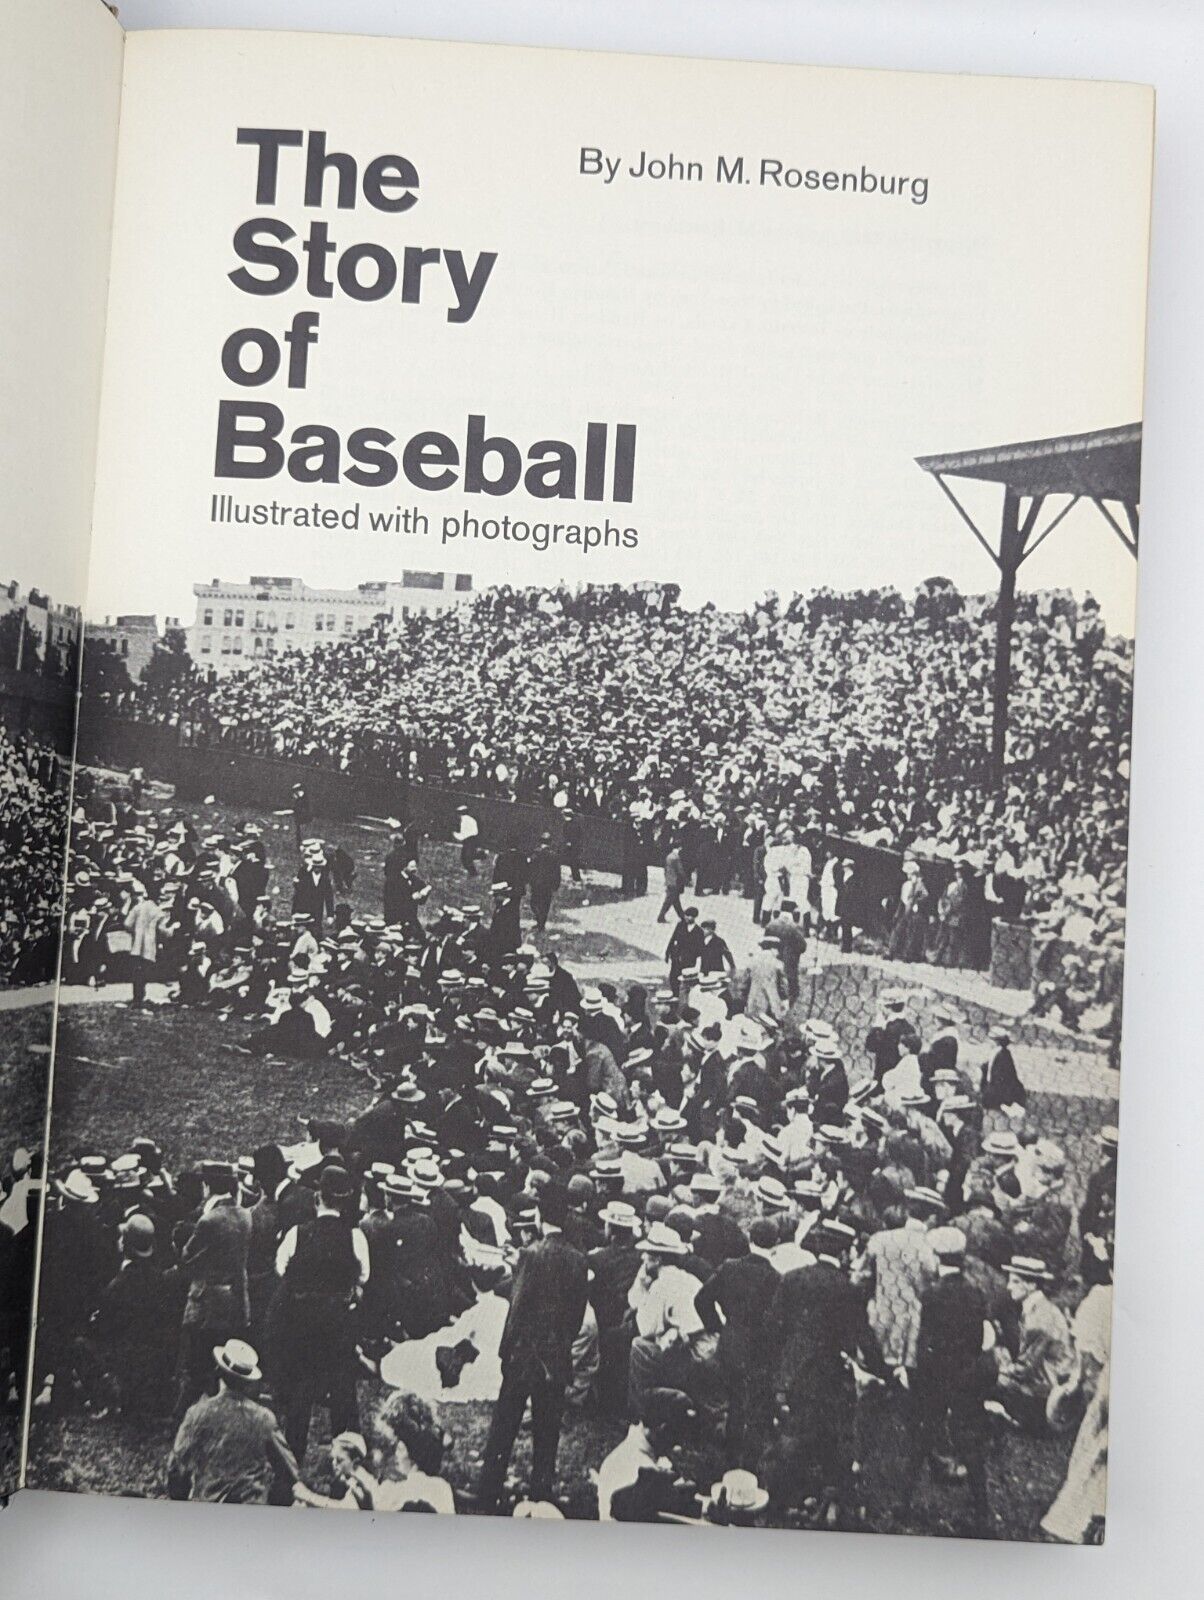 The
Story
of
Baseball
Illustrated with photographs
By John M. Rosenburg